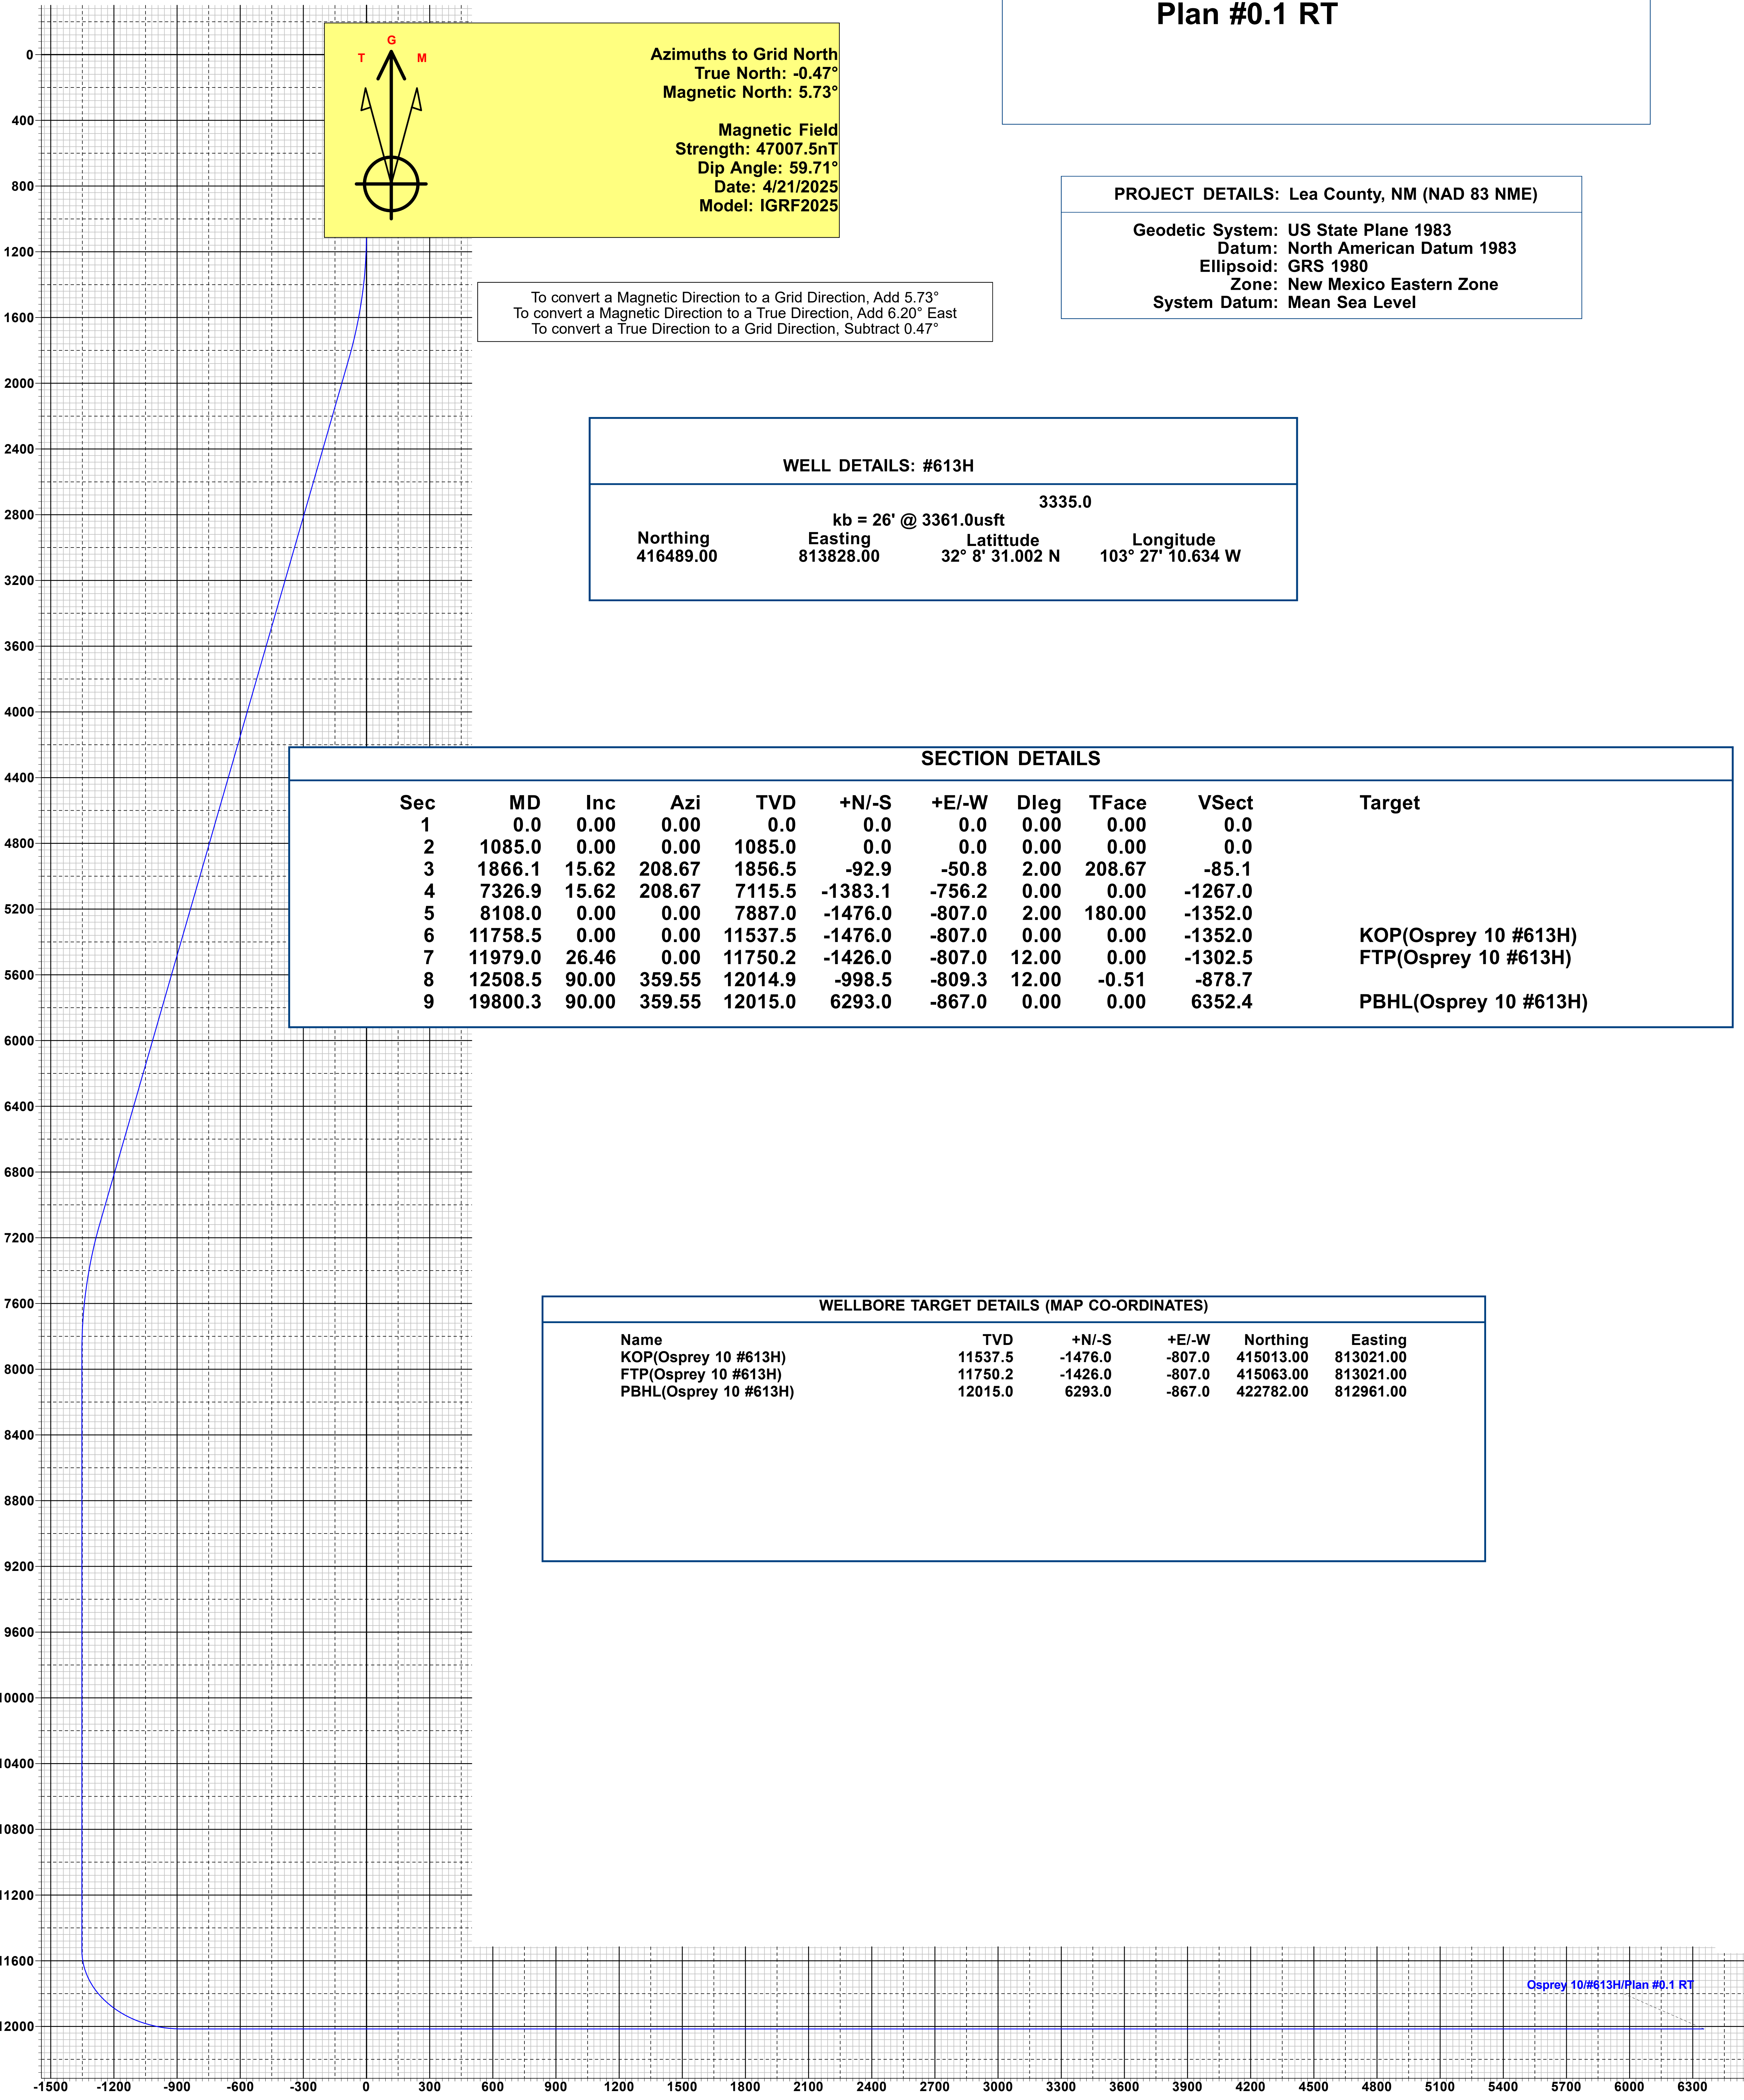 Plan #0.1 RT
G
T M
Azimuths to Grid North
True North: -0.47°
Magnetic North: 5.73°
Magnetic Field
Strength: 47007.5nT
Dip Angle: 59.71°
Date: 4/21/2025
Model: IGRF2025
PROJECT DETAILS: Lea County, NM (NAD 83 NME)
Geodetic System: US State Plane 1983
Datum: North American Datum 1983
Ellipsoid: GRS 1980
Zone: New Mexico Eastern Zone
System Datum: Mean Sea Level
To convert a Magnetic Direction to a Grid Direction, Add 5.73°
To convert a Magnetic Direction to a True Direction, Add 6.20° East
To convert a True Direction to a Grid Direction, Subtract 0.47°
WELL DETAILS: #613H
3335.0
kb = 26' @ 3361.0usft
Northing Easting Latittude Longitude
416489.00 813828.00 32° 8' 31.002 N 103° 27' 10.634 W
SECTION DETAILS
Sec MD Inc Azi TVD +N/-S +E/-W Dleg TFace VSect Target
1 0.0 0.00 0.00 0.0 0.0 0.0 0.00 0.00 0.0
2 1085.0 0.00 0.00 1085.0 0.0 0.0 0.00 0.00 0.0
3 1866.1 15.62 208.67 1856.5 -92.9 -50.8 2.00 208.67 -85.1
4 7326.9 15.62 208.67 7115.5 -1383.1 -756.2 0.00 0.00 -1267.0
5 8108.0 0.00 0.00 7887.0 -1476.0 -807.0 2.00 180.00 -1352.0
6 11758.5 0.00 0.00 11537.5 -1476.0 -807.0 0.00 0.00 -1352.0 KOP(Osprey 10 #613H)
7 11979.0 26.46 0.00 11750.2 -1426.0 -807.0 12.00 0.00 -1302.5 FTP(Osprey 10 #613H)
8 12508.5 90.00 359.55 12014.9 -998.5 -809.3 12.00 -0.51 -878.7
9 19800.3 90.00 359.55 12015.0 6293.0 -867.0 0.00 0.00 6352.4 PBHL(Osprey 10 #613H)
WELLBORE TARGET DETAILS (MAP CO-ORDINATES)
Name TVD +N/-S +E/-W Northing Easting
KOP(Osprey 10 #613H) 11537.5 -1476.0 -807.0 415013.00 813021.00
FTP(Osprey 10 #613H) 11750.2 -1426.0 -807.0 415063.00 813021.00
PBHL(Osprey 10 #613H) 12015.0 6293.0 -867.0 422782.00 812961.00
0
400
800
1200
1600
2000
2400
2800
3200
3600
4000
4400
4800
5200
5600
6000
6400
6800
7200
7600
8000
8400
8800
9200
9600
10000
10400
10800
11200
11600
12000
Osprey 10/#613H/Plan #0.1 RT
-1500 -1200 -900 -600 -300 0 300 600 900 1200 1500 1800 2100 2400 2700 3000 3300 3600 3900 4200 4500 4800 5100 5400 5700 6000 6300